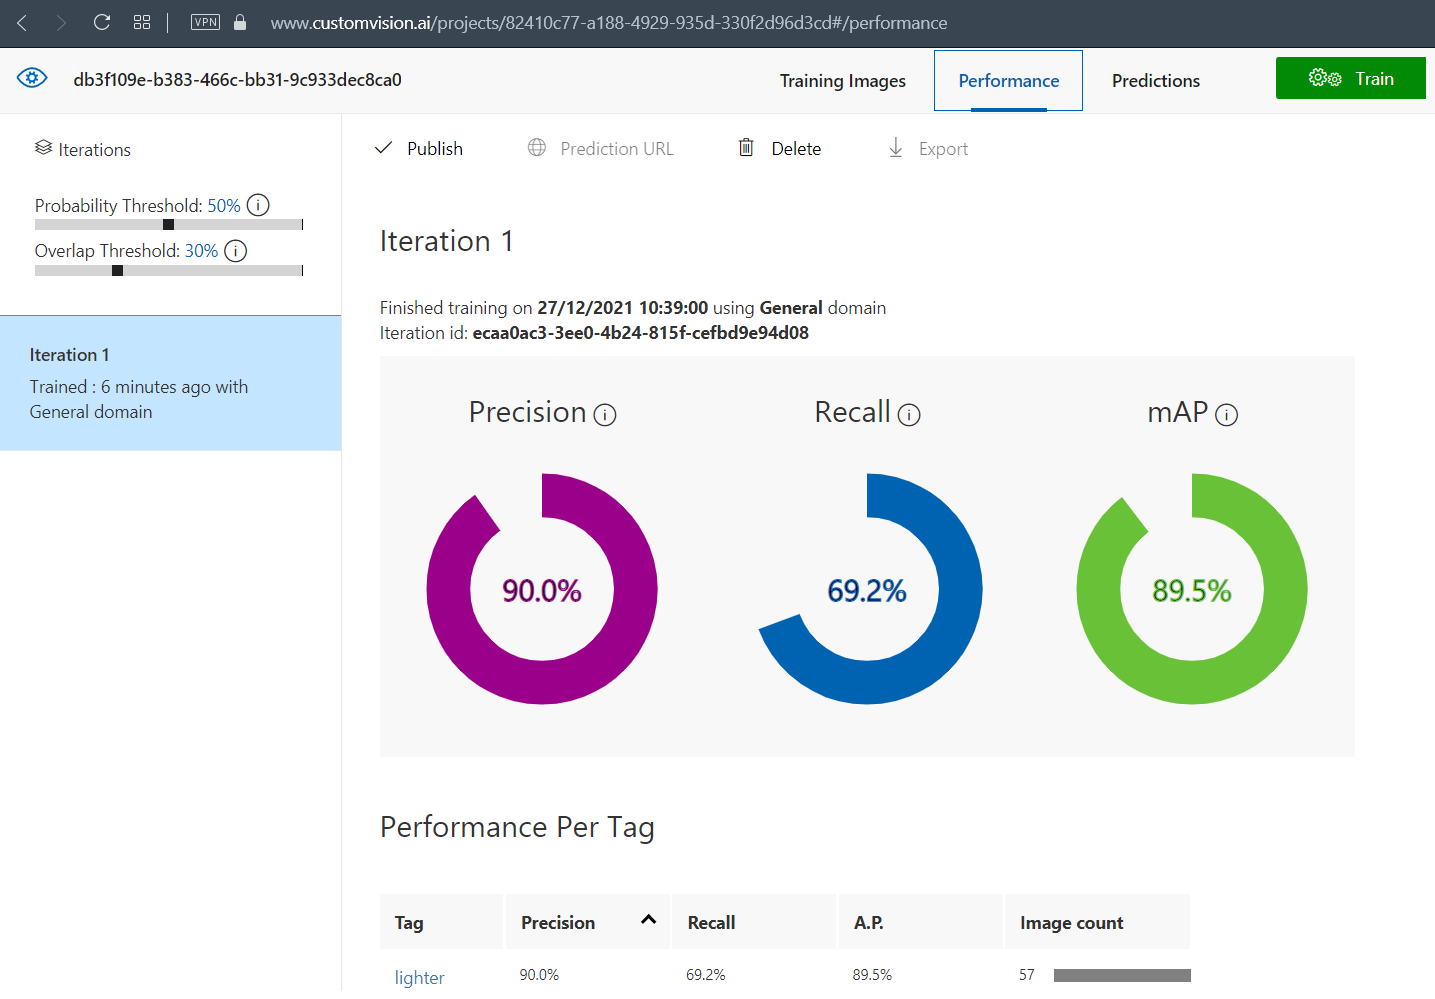 VPN www.customvision.ai/projects/82410c77-a188-4929-935d-330f2d96d3cd#/performance
db3f109e-b383-466c-bb31-9c933dec8ca0 Training Images Performance Predictions Train
Iterations Publish Prediction URL Delete Export
Probability Threshold: 50%
Overlap Threshold: 30%
Iteration 1
Trained : 6 minutes ago with
General domain
Iteration 1
Finished training on 27/12/2021 10:39:00 using General domain
Iteration id: ecaa0ac3-3ee0-4b24-815f-cefbd9e94d08
Precision Recall mAP
90.0% 69.2% 89.5%
Performance Per Tag
Tag Precision Recall A.P. Image count
lighter 90.0% 69.2% 89.5% 57